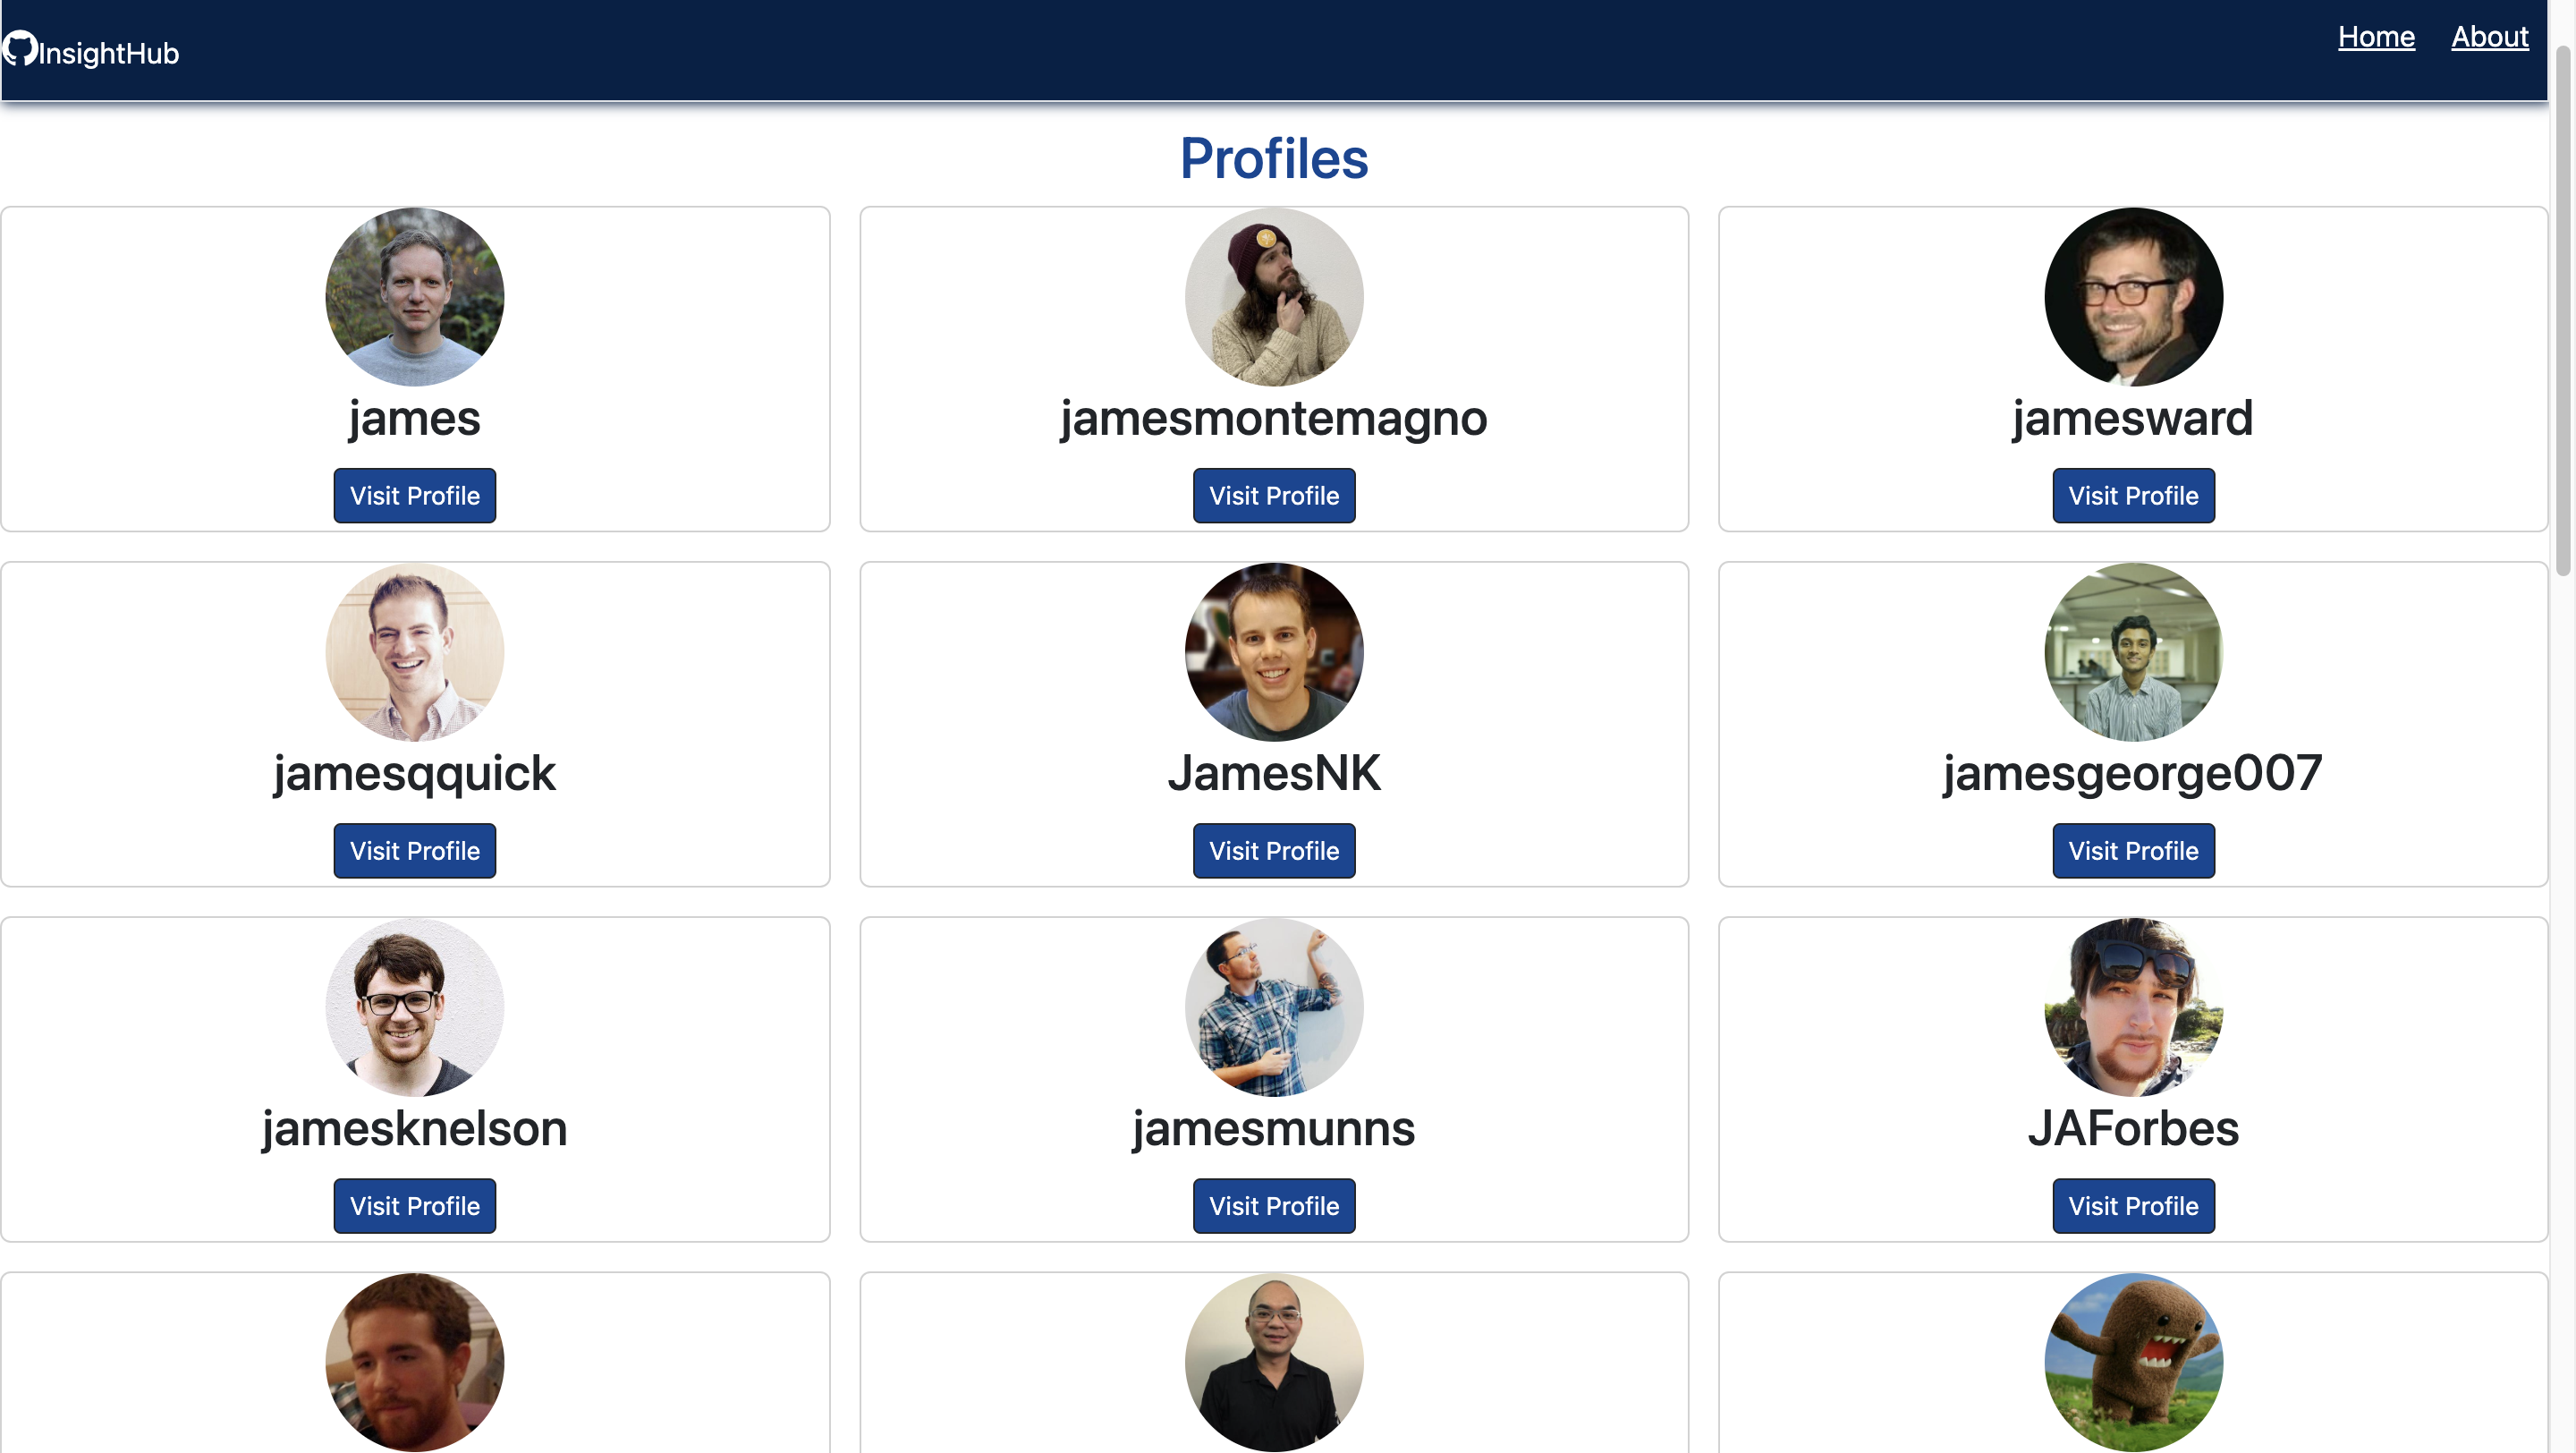 InsightHub
Home About
Profiles
james jamesmontemagno jamesward
Visit Profile Visit Profile Visit Profile
jamesqquick JamesNK jamesgeorge007
Visit Profile Visit Profile Visit Profile
jamesknelson jamesmunns JAForbes
Visit Profile Visit Profile Visit Profile